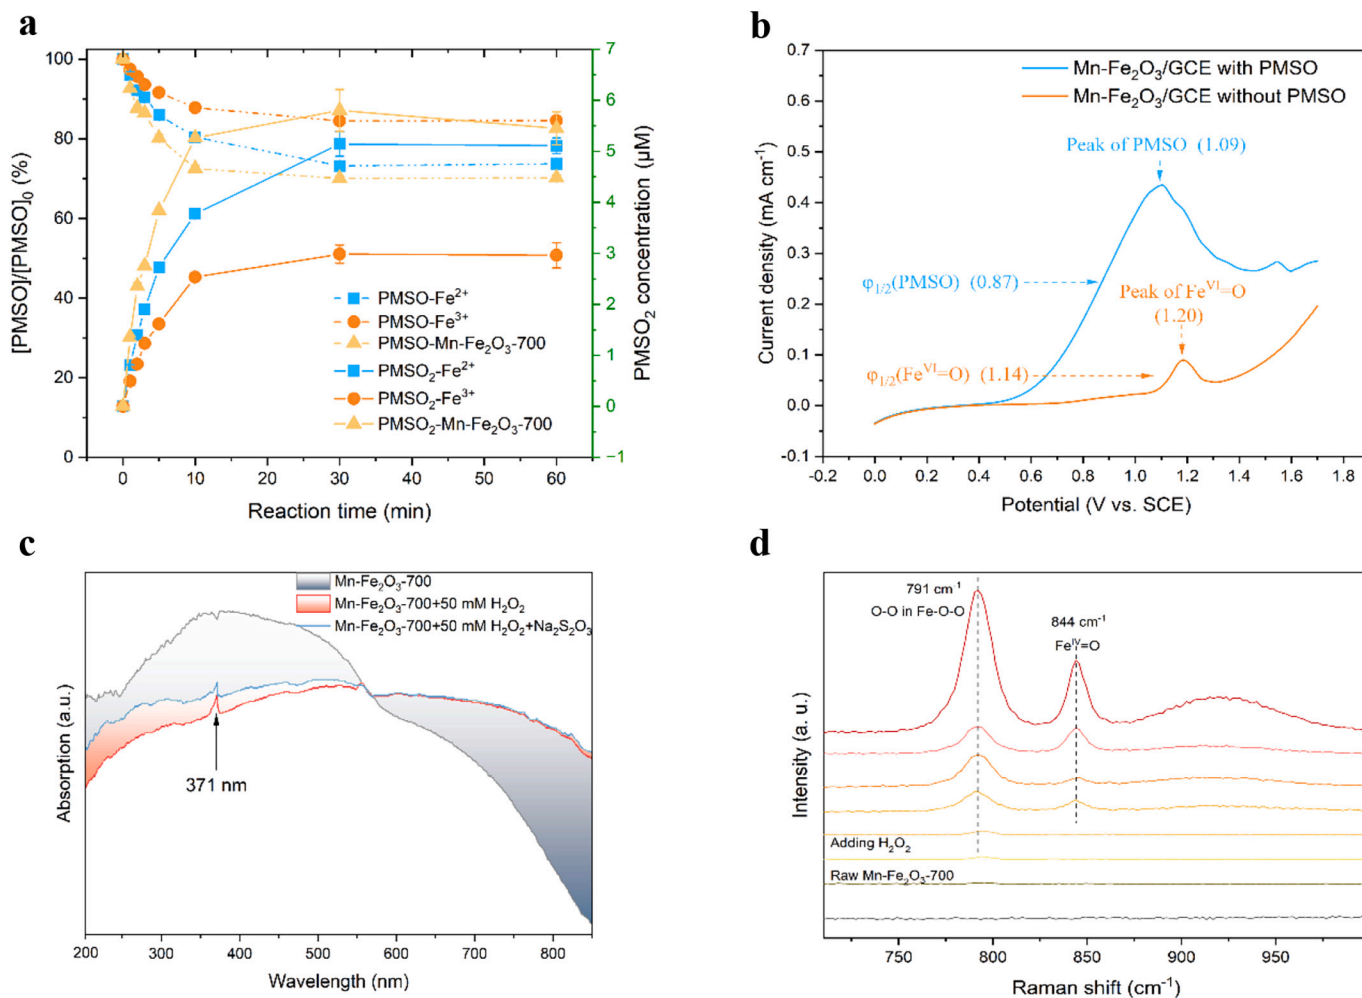 a
[PMSO]/[PMSO]₀ (%)
100
80
60
40
20
0
7
6
5
4
3
2
1
0
−1
PMSO₂ concentration (μM)
PMSO-Fe²⁺
PMSO-Fe³⁺
PMSO-Mn-Fe₂O₃-700
PMSO₂-Fe²⁺
PMSO₂-Fe³⁺
PMSO₂-Mn-Fe₂O₃-700
0 10 20 30 40 50 60
Reaction time (min)
b
Current density (mA cm⁻¹)
0.7
0.6
0.5
0.4
0.3
0.2
0.1
0.0
-0.1
Mn-Fe₂O₃/GCE with PMSO
Mn-Fe₂O₃/GCE without PMSO
Peak of PMSO (1.09)
φ₁/₂(PMSO) (0.87)
Peak of Feⱽᴵ=O
(1.20)
φ₁/₂(Feⱽᴵ=O) (1.14)
-0.2 0.0 0.2 0.4 0.6 0.8 1.0 1.2 1.4 1.6 1.8
Potential (V vs. SCE)
c
Absorption (a.u.)
Mn-Fe₂O₃-700
Mn-Fe₂O₃-700+50 mM H₂O₂
Mn-Fe₂O₃-700+50 mM H₂O₂+Na₂S₂O₃
371 nm
200 300 400 500 600 700 800
Wavelength (nm)
d
Intensity (a. u.)
791 cm⁻¹
O-O in Fe-O-O
844 cm⁻¹
Feᴵⱽ=O
Adding H₂O₂
Raw Mn-Fe₂O₃-700
750 800 850 900 950
Raman shift (cm⁻¹)